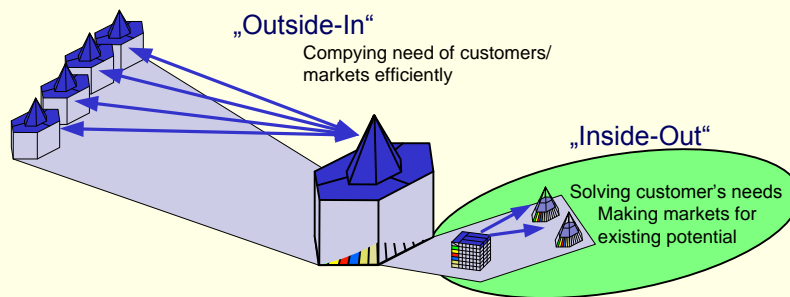 „Outside-In“
Compying need of customers/
markets efficiently
„Inside-Out“
Solving customer's needs
Making markets for
existing potential